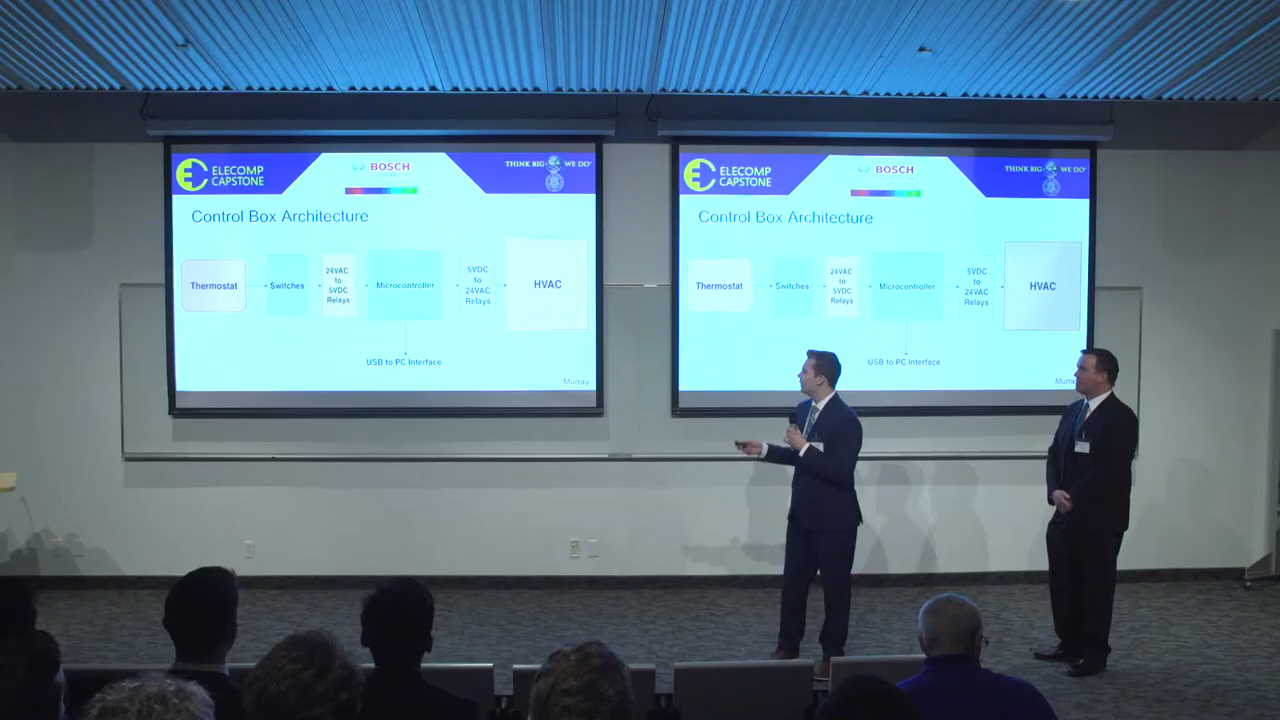 ELECOMP
CAPSTONE
BOSCH
THINK BIG WE DO
Control Box Architecture
Thermostat
Switches
24VAC
to
5VDC
Relays
Microcontroller
5VDC
to
24VAC
Relays
HVAC
USB to PC Interface
Murray
ELECOMP
CAPSTONE
BOSCH
THINK BIG WE DO
Control Box Architecture
Thermostat
Switches
24VAC
to
5VDC
Relays
Microcontroller
5VDC
to
24VAC
Relays
HVAC
USB to PC Interface